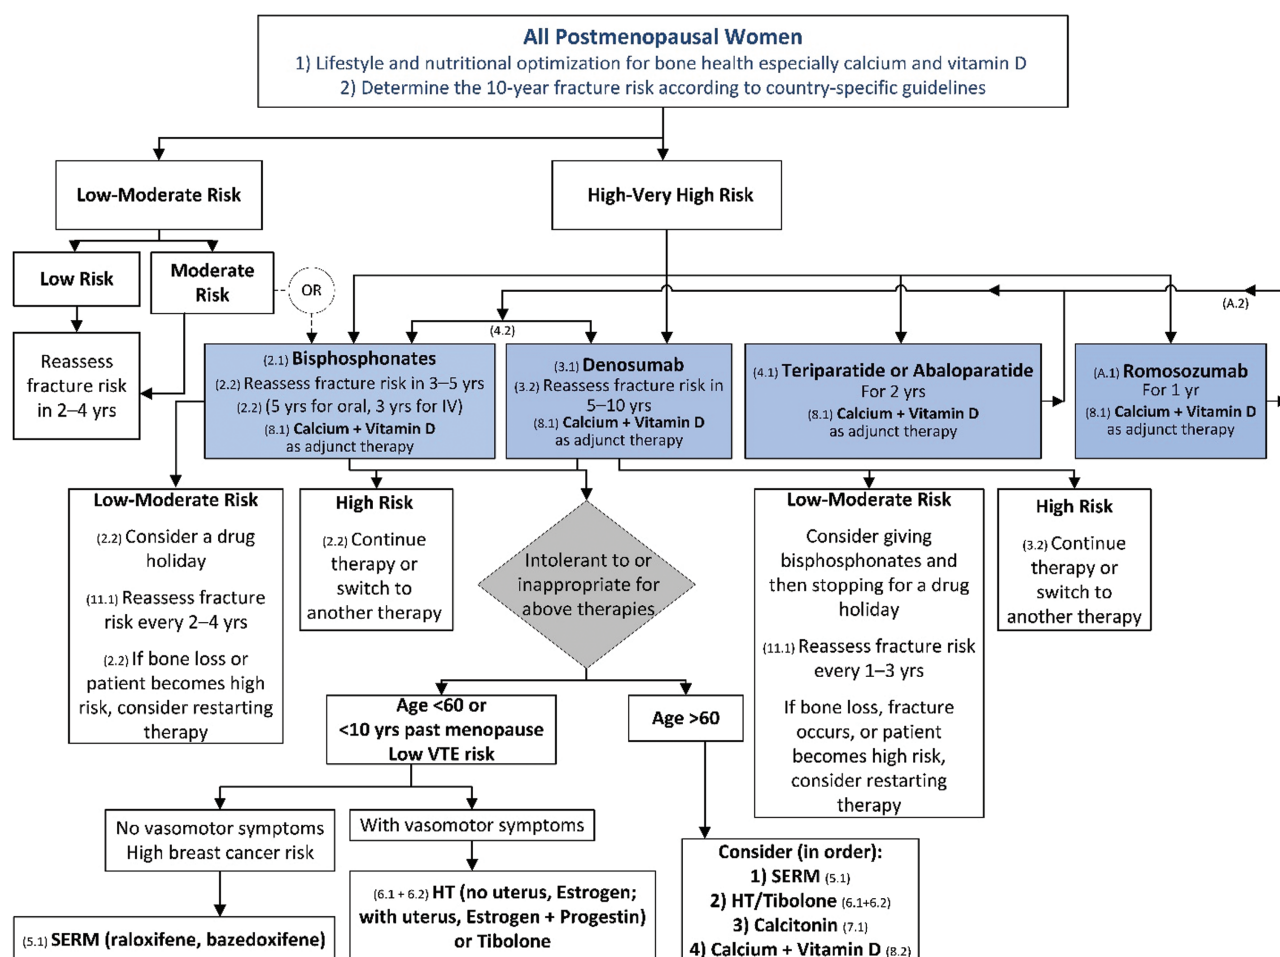 All Postmenopausal Women
1) Lifestyle and nutritional optimization for bone health especially calcium and vitamin D
2) Determine the 10-year fracture risk according to country-specific guidelines
Low-Moderate Risk
High-Very High Risk
Low Risk
Moderate
Risk
OR
(A.2)
(4.2)
Reassess
fracture risk
in 2–4 yrs
(2.1) Bisphosphonates
(2.2) Reassess fracture risk in 3–5 yrs
(2.2) (5 yrs for oral, 3 yrs for IV)
(8.1) Calcium + Vitamin D
as adjunct therapy
(3.1) Denosumab
(3.2) Reassess fracture risk in
5–10 yrs
(8.1) Calcium + Vitamin D
as adjunct therapy
(4.1) Teriparatide or Abaloparatide
For 2 yrs
(8.1) Calcium + Vitamin D
as adjunct therapy
(A.1) Romosozumab
For 1 yr
(8.1) Calcium + Vitamin D
as adjunct therapy
Low-Moderate Risk
(2.2) Consider a drug
holiday
(11.1) Reassess fracture
risk every 2–4 yrs
(2.2) If bone loss or
patient becomes high
risk, consider restarting
therapy
High Risk
(2.2) Continue
therapy or
switch to
another therapy
Intolerant to or
inappropriate for
above therapies
Low-Moderate Risk
Consider giving
bisphosphonates and
then stopping for a drug
holiday
(11.1) Reassess fracture risk
every 1–3 yrs
If bone loss, fracture
occurs, or patient
becomes high risk,
consider restarting
therapy
High Risk
(3.2) Continue
therapy or
switch to
another therapy
Age <60 or
<10 yrs past menopause
Low VTE risk
Age >60
No vasomotor symptoms
High breast cancer risk
With vasomotor symptoms
(5.1) SERM (raloxifene, bazedoxifene)
(6.1 + 6.2) HT (no uterus, Estrogen;
with uterus, Estrogen + Progestin)
or Tibolone
Consider (in order):
1) SERM (5.1)
2) HT/Tibolone (6.1+6.2)
3) Calcitonin (7.1)
4) Calcium + Vitamin D (8.2)